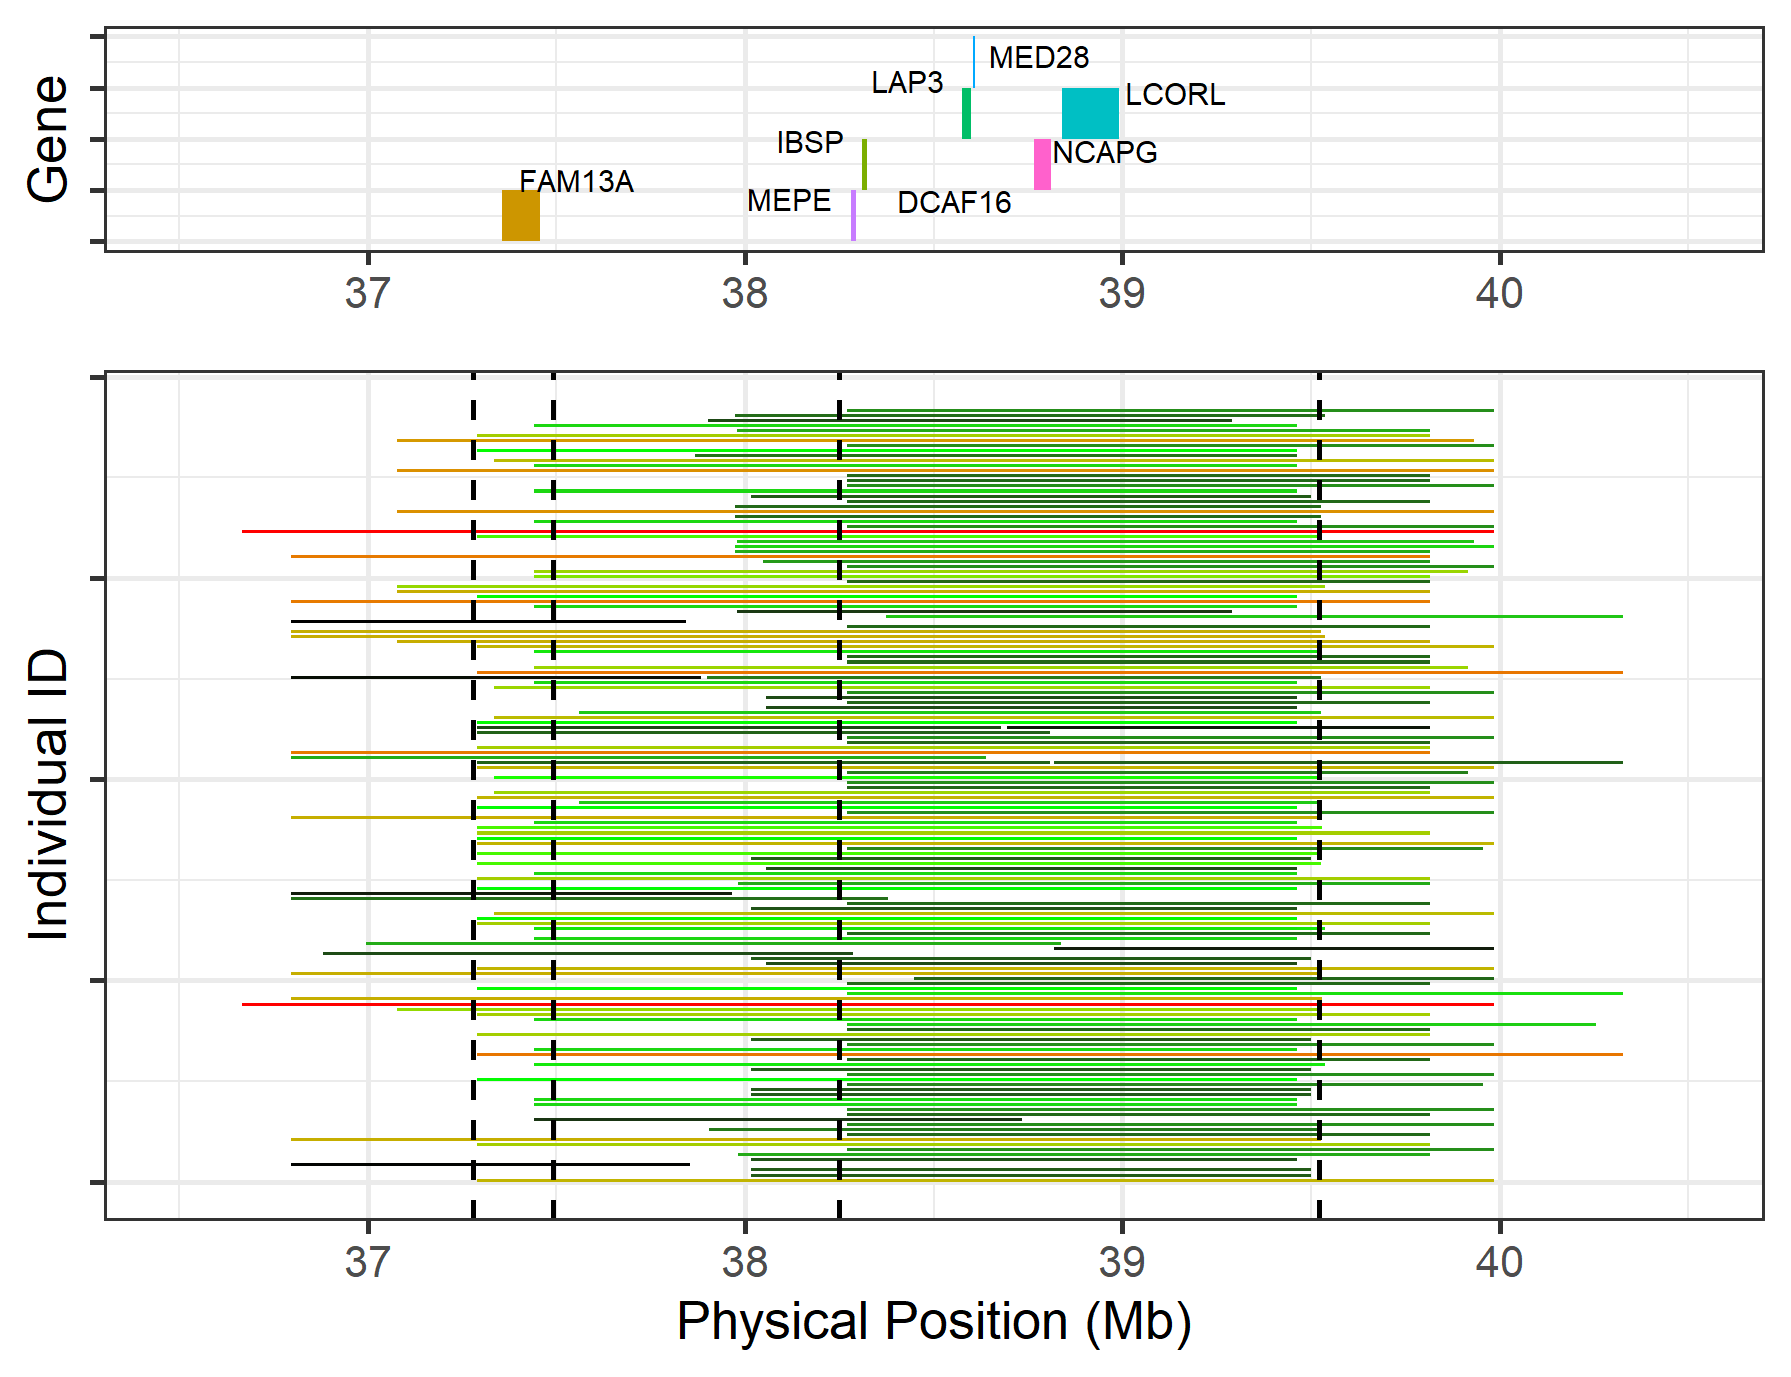 Gene
MED28
LAP3
LCORL
IBSP
NCAPG
FAM13A
MEPE
DCAF16
37
38
39
40
Individual ID
37
38
39
40
Physical Position (Mb)